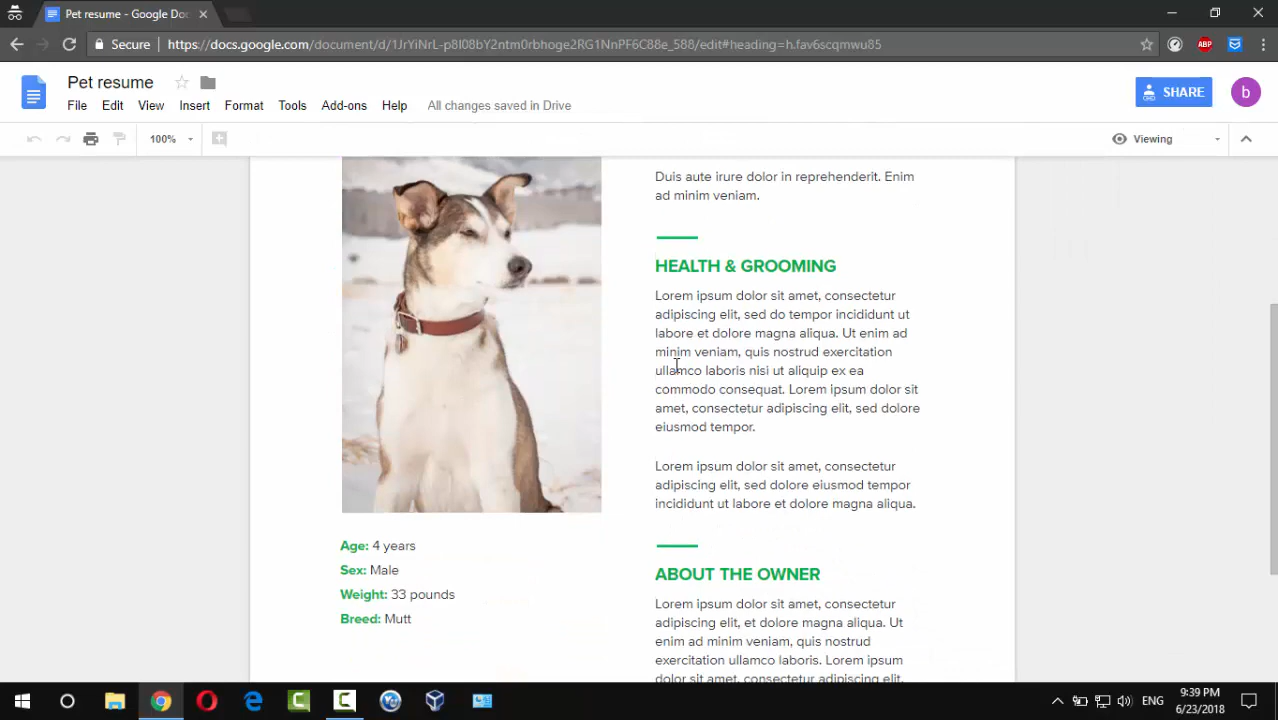 Pet resume - Google Doc
Secure
https://docs.google.com/document/d/1JrYiNrL-p8I08bY2ntm0rbhoge2RG1NnPF6C88e_588/edit#heading=h.fav6scqmwu85
ABP
Pet resume
File Edit View Insert Format Tools Add-ons Help All changes saved in Drive
SHARE
b
100%
Viewing
Duis aute irure dolor in reprehenderit. Enim
ad minim veniam.
HEALTH & GROOMING
Lorem ipsum dolor sit amet, consectetur
adipiscing elit, sed do tempor incididunt ut
labore et dolore magna aliqua. Ut enim ad
minim veniam, quis nostrud exercitation
ullamco laboris nisi ut aliquip ex ea
commodo consequat. Lorem ipsum dolor sit
amet, consectetur adipiscing elit, sed dolore
eiusmod tempor.
Lorem ipsum dolor sit amet, consectetur
adipiscing elit, sed dolore eiusmod tempor
incididunt ut labore et dolore magna aliqua.
Age: 4 years
Sex: Male
Weight: 33 pounds
Breed: Mutt
ABOUT THE OWNER
Lorem ipsum dolor sit amet, consectetur
adipiscing elit, et dolore magna aliqua. Ut
enim ad minim veniam, quis nostrud
exercitation ullamco laboris. Lorem ipsum
dolor sit amet, consectetur adipiscing elit,
ENG
9:39 PM
6/23/2018